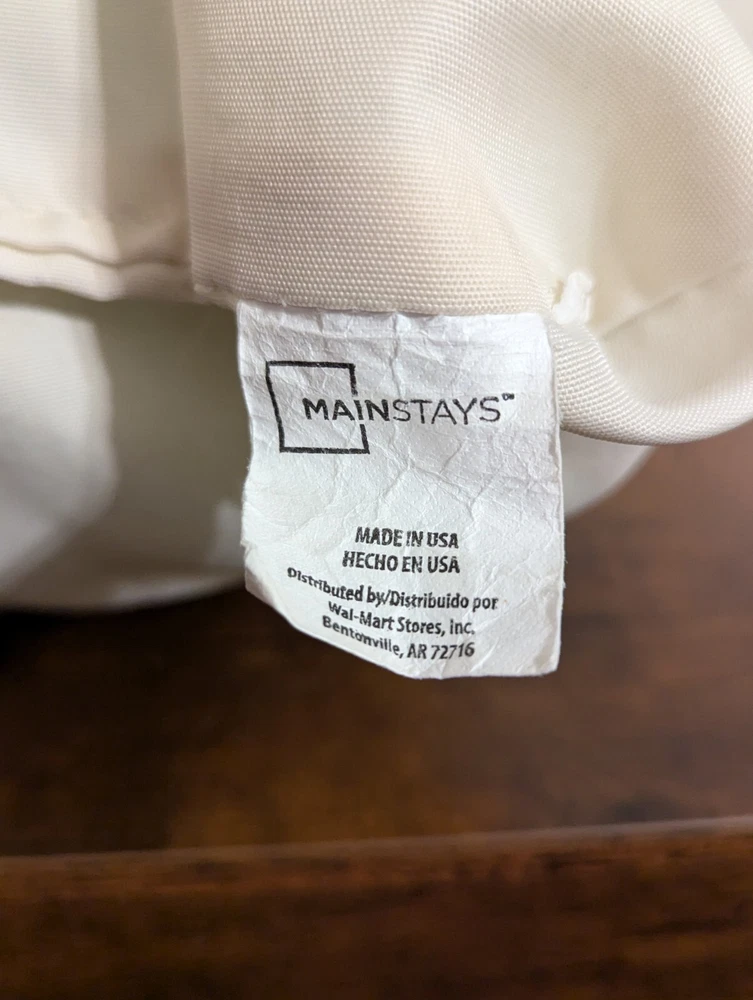 MAINSTAYS™
MADE IN USA
HECHO EN USA
Distributed by/Distribuido por
Wal-Mart Stores, Inc.
Bentonville, AR 72716